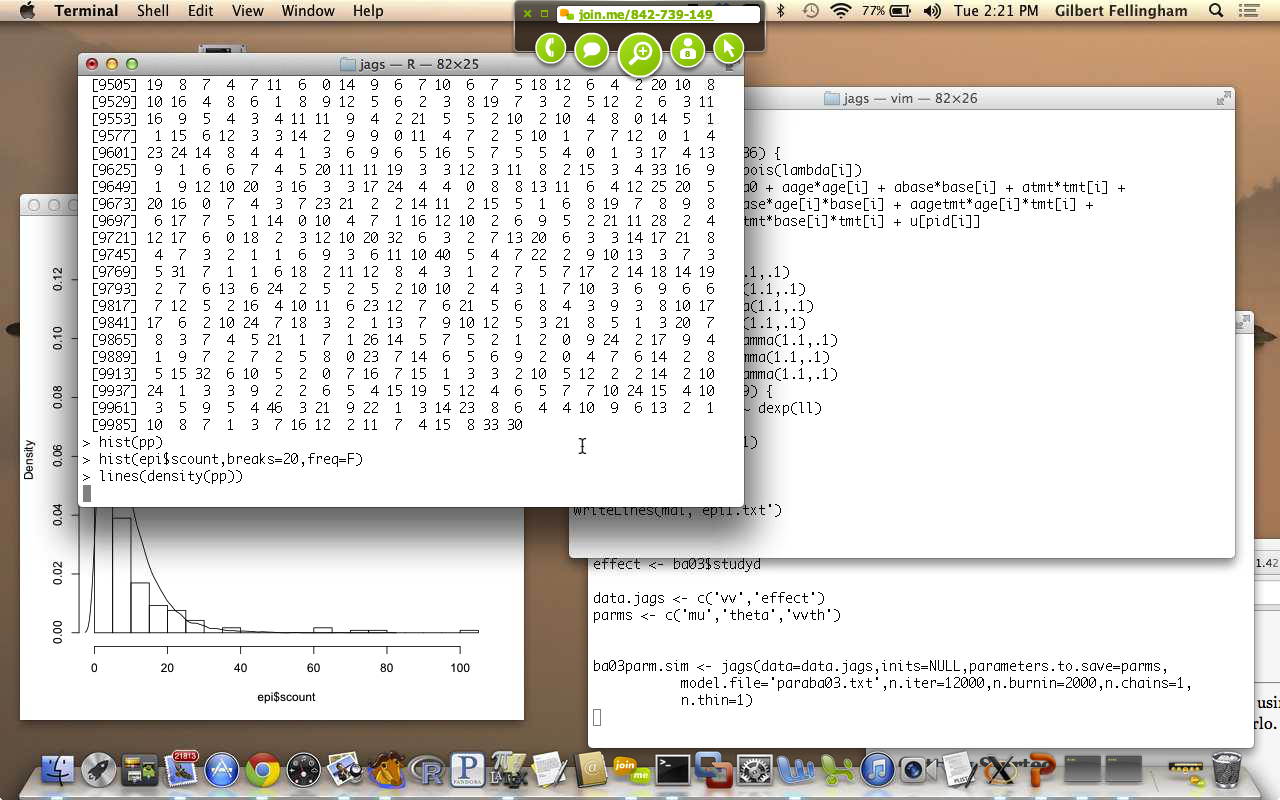 Terminal Shell Edit View Window Help
join.me/842-739-149
77% Tue 2:21 PM Gilbert Fellingham
jags — R — 82×25
[9505] 19 8 7 4 7 11 6 0 14 9 6 7 10 6 7 5 18 12 6 4 2 20 10 8
[9529] 10 16 4 8 6 1 8 9 12 5 6 2 3 8 19 7 3 2 5 12 2 6 3 11
[9553] 16 9 5 4 3 4 11 11 9 4 2 21 5 5 2 10 2 10 4 8 0 14 5 1
[9577] 1 15 6 12 3 3 14 2 9 9 0 11 4 7 2 5 10 1 7 7 12 0 1 4
[9601] 23 24 14 8 4 4 1 3 6 9 6 5 16 5 7 5 5 4 0 1 3 17 4 13
[9625] 9 1 6 6 7 4 5 20 11 11 19 3 3 12 3 11 8 2 15 3 4 33 16 9
[9649] 1 9 12 10 20 3 16 3 3 17 24 4 4 0 8 8 13 11 6 4 12 25 20 5
[9673] 20 16 0 7 4 3 7 23 21 2 2 14 11 2 15 5 1 6 8 19 7 8 9 8
[9697] 6 17 7 5 1 14 0 10 4 7 1 16 12 10 2 6 9 5 2 21 11 28 2 4
[9721] 12 17 6 0 18 2 3 12 10 20 32 6 3 2 7 13 20 6 3 3 14 17 21 8
[9745] 4 7 3 2 1 1 6 9 3 6 11 10 40 5 4 7 22 2 9 10 13 3 7 3
[9769] 5 31 7 1 1 6 18 2 11 12 8 4 3 1 2 7 5 7 17 2 14 18 14 19
[9793] 2 7 6 13 6 24 2 5 2 5 2 10 10 2 4 3 1 7 10 3 6 9 6 6
[9817] 7 12 5 2 16 4 10 11 6 23 12 7 6 21 5 6 8 4 3 9 3 8 10 17
[9841] 17 6 2 10 24 7 18 3 2 1 13 7 9 10 12 5 3 21 8 5 1 3 20 7
[9865] 8 3 7 4 5 21 1 7 1 26 14 5 7 5 2 1 2 0 9 24 2 17 9 4
[9889] 1 9 7 2 7 2 5 8 0 23 7 14 6 5 6 9 2 0 4 7 6 14 2 8
[9913] 5 15 32 6 10 5 2 0 7 16 7 15 1 3 3 2 10 5 12 2 2 14 2 10
[9937] 24 1 3 3 9 2 2 6 5 4 15 19 5 12 4 6 5 7 7 10 24 15 4 10
[9961] 3 5 9 5 4 46 3 21 9 22 1 3 14 23 8 6 4 4 10 9 6 13 2 1
[9985] 10 8 7 1 3 7 16 12 2 11 7 4 15 8 33 30
> hist(pp)
> hist(epi$scount,breaks=20,freq=F)
> lines(density(pp))
jags — vim — 82×26
36) {
pois(lambda[i])
a0 + aage*age[i] + abase*base[i] + atmt*tmt[i] +
ase*age[i]*base[i] + aagetmt*age[i]*tmt[i] +
tmt*base[i]*tmt[i] + u[pid[i]]
.1,.1)
(1.1,.1)
a(1.1,.1)
(1.1,.1)
amma(1.1,.1)
mma(1.1,.1)
amma(1.1,.1)
9) {
~ dexp(ll)
1)
writeLines(mdl,'epi1.txt')
effect <- ba03$studyd
data.jags <- c('vv','effect')
parms <- c('mu','theta','vvth')
ba03parm.sim <- jags(data=data.jags,inits=NULL,parameters.to.save=parms,
model.file='paraba03.txt',n.iter=12000,n.burnin=2000,n.chains=1,
n.thin=1)
1.42
usin
rlo.
Density
0.12
0.10
0.08
0.06
0.04
0.02
0.00
0 20 40 60 80 100
epi$scount
21813
PANDORA
join me
PLIST